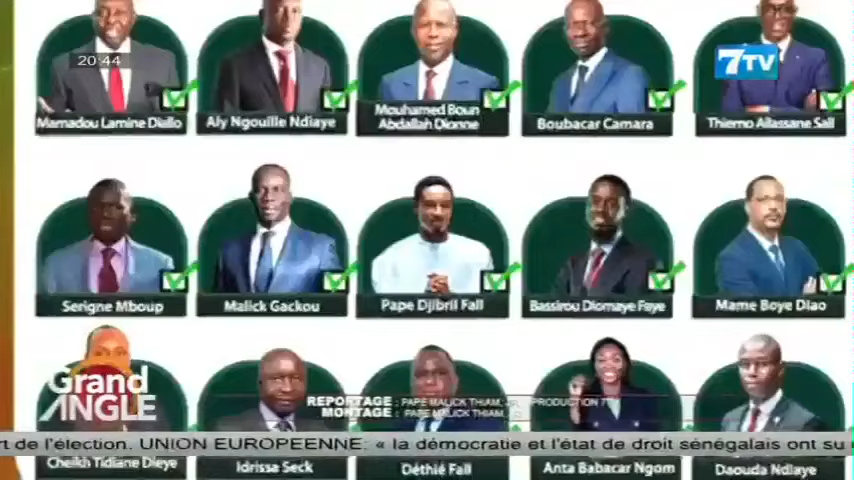 20:44
7TV
Mamadou Lamine Diallo
Aly Ngouille Ndiaye
Mouhamed Boun
Abdallah Dionne
Boubacar Camara
Thierno Alassane Sall
Serigne Mboup
Malick Gackou
Pape Djibril Fall
Bassirou Diomaye Faye
Mame Boye Diao
Grand
ANGLE
REPORTAGE : PAPE MALICK THIAM,
PRODUCTION 7TV
MONTAGE : PAPE MALICK THIAM,
rt de l'élection. UNION EUROPEENNE: « la démocratie et l'état de droit sénégalais ont su
Cheikh Tidiane Dieye
Idrissa Seck
Déthié Fall
Anta Babacar Ngom
Daouda Ndiaye